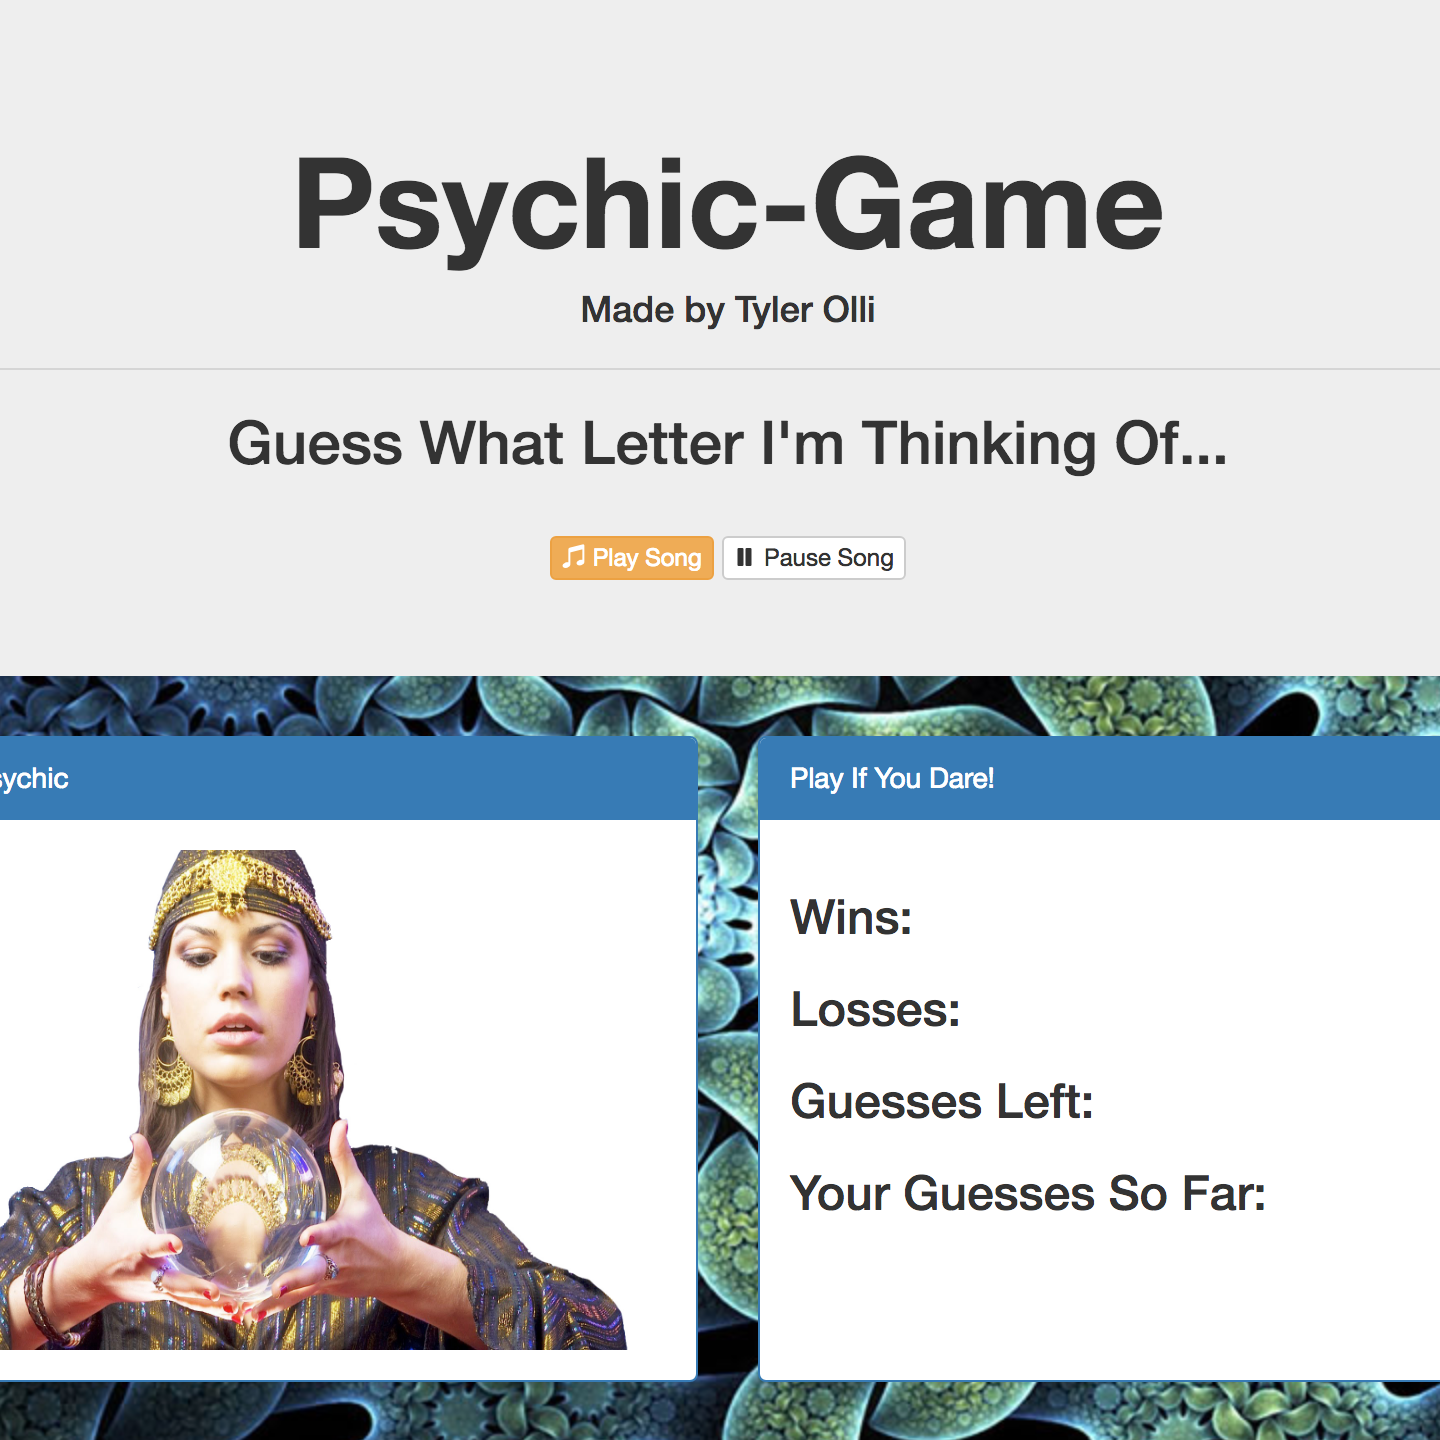 Psychic-Game
Made by Tyler Olli
Guess What Letter I'm Thinking Of...
Play Song
Pause Song
sychic
Play If You Dare!
Wins:
Losses:
Guesses Left:
Your Guesses So Far: